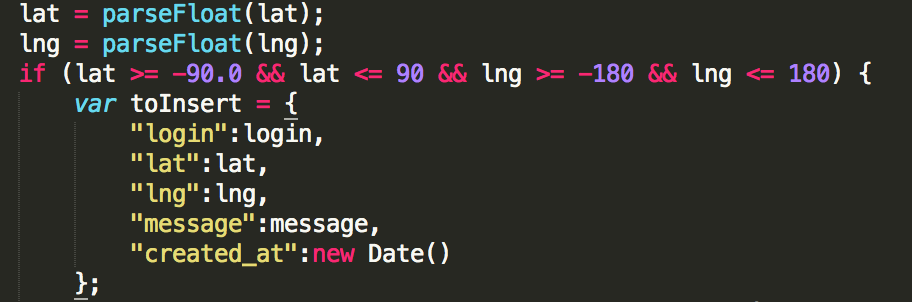 lat = parseFloat(lat);
lng = parseFloat(lng);
if (lat >= -90.0 && lat <= 90 && lng >= -180 && lng <= 180) {
    var toInsert = {
        "login":login,
        "lat":lat,
        "lng":lng,
        "message":message,
        "created_at":new Date()
    };